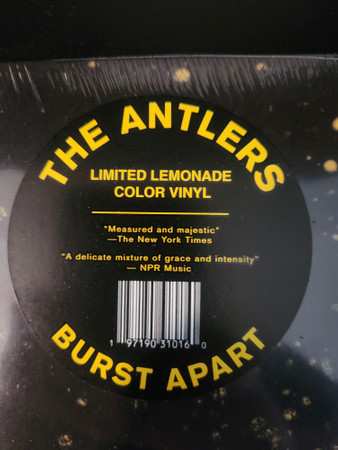 THE ANTLERS
LIMITED LEMONADE
COLOR VINYL
"Measured and majestic"
—The New York Times
"A delicate mixture of grace and intensity"
— NPR Music
1 97190 31016 0
BURST APART